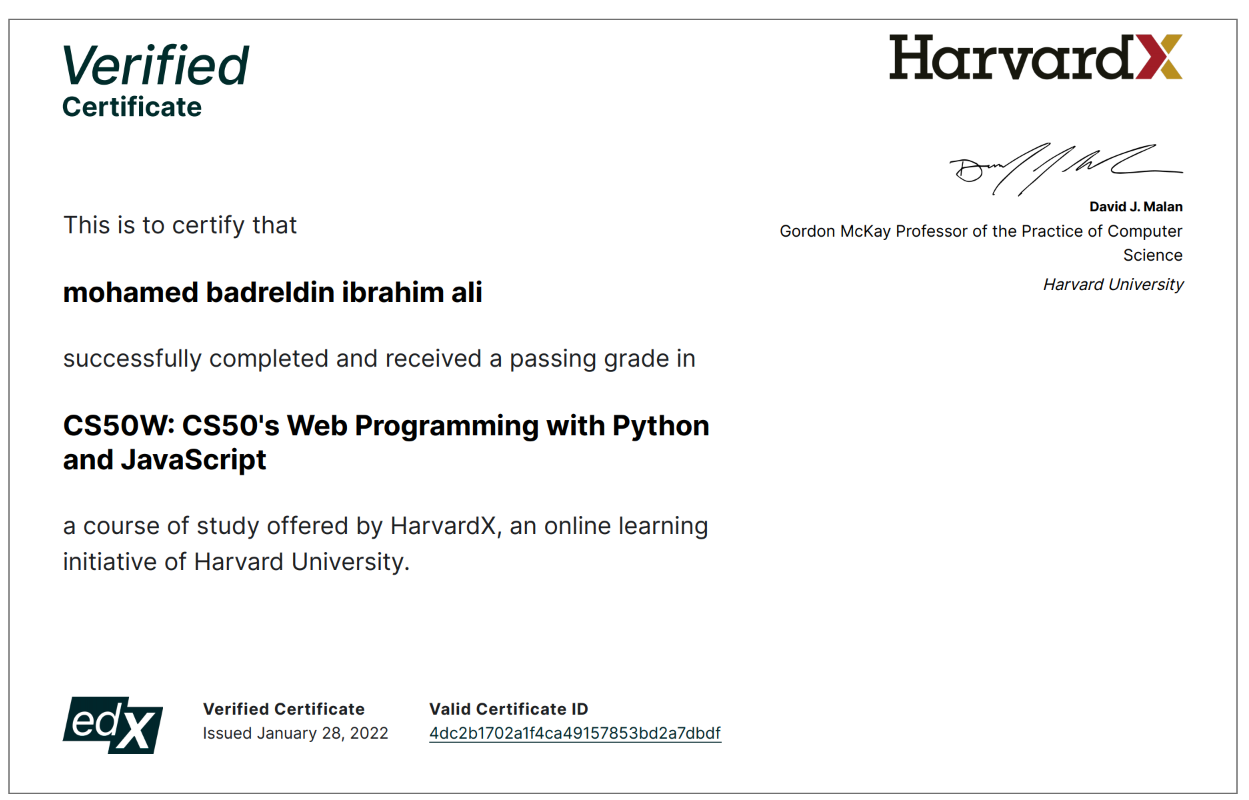 Verified
Certificate
HarvardX
David J. Malan
Gordon McKay Professor of the Practice of Computer
Science
Harvard University
This is to certify that
mohamed badreldin ibrahim ali
successfully completed and received a passing grade in
CS50W: CS50's Web Programming with Python
and JavaScript
a course of study offered by HarvardX, an online learning
initiative of Harvard University.
edX
Verified Certificate
Issued January 28, 2022
Valid Certificate ID
4dc2b1702a1f4ca49157853bd2a7dbdf